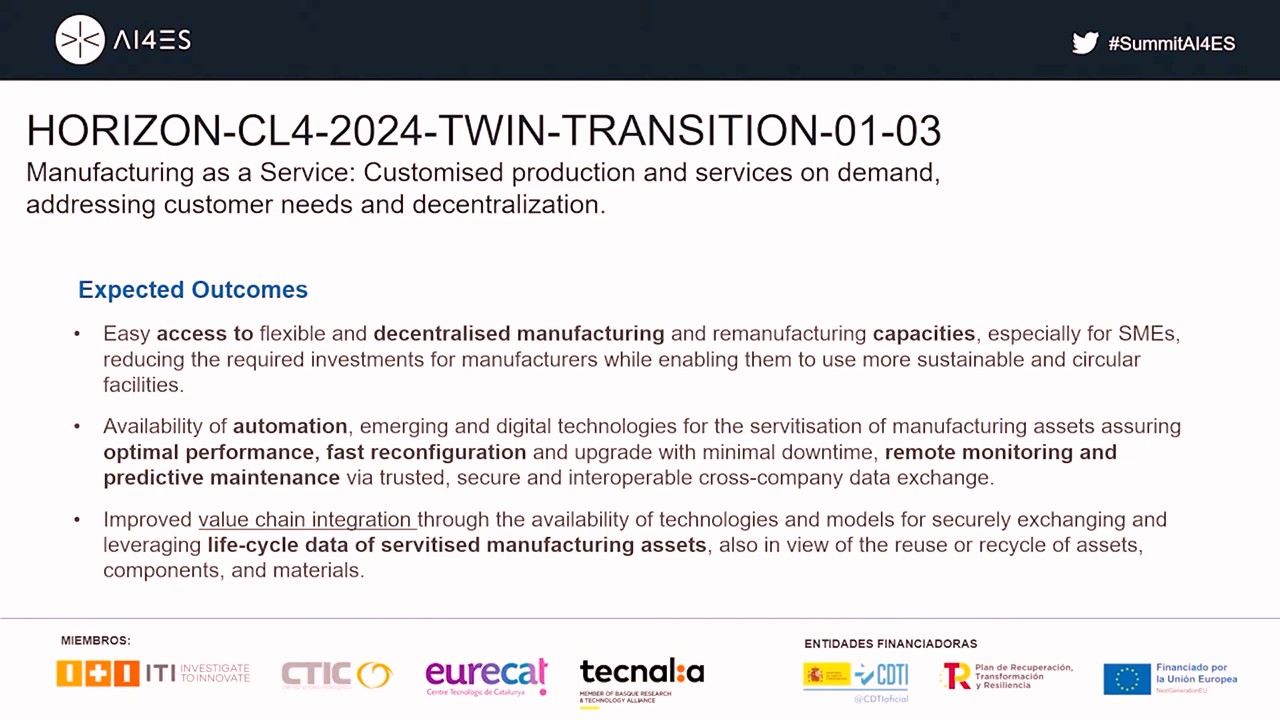 AI4ES
#SummitAI4ES
HORIZON-CL4-2024-TWIN-TRANSITION-01-03
Manufacturing as a Service: Customised production and services on demand,
addressing customer needs and decentralization.
Expected Outcomes
• Easy access to flexible and decentralised manufacturing and remanufacturing capacities, especially for SMEs,
reducing the required investments for manufacturers while enabling them to use more sustainable and circular
facilities.
• Availability of automation, emerging and digital technologies for the servitisation of manufacturing assets assuring
optimal performance, fast reconfiguration and upgrade with minimal downtime, remote monitoring and
predictive maintenance via trusted, secure and interoperable cross-company data exchange.
• Improved value chain integration through the availability of technologies and models for securely exchanging and
leveraging life-cycle data of servitised manufacturing assets, also in view of the reuse or recycle of assets,
components, and materials.
MIEMBROS:
ITI INVESTIGATE
TO INNOVATE
CTIC
eurecat
Centre Tecnològic de Catalunya
tecnalia
MEMBER OF BASQUE RESEARCH
& TECHNOLOGY ALLIANCE
ENTIDADES FINANCIADORAS
CDTI
@CDTIoficial
Plan de Recuperación,
Transformación
y Resiliencia
Financiado por
la Unión Europea
NextGenerationEU